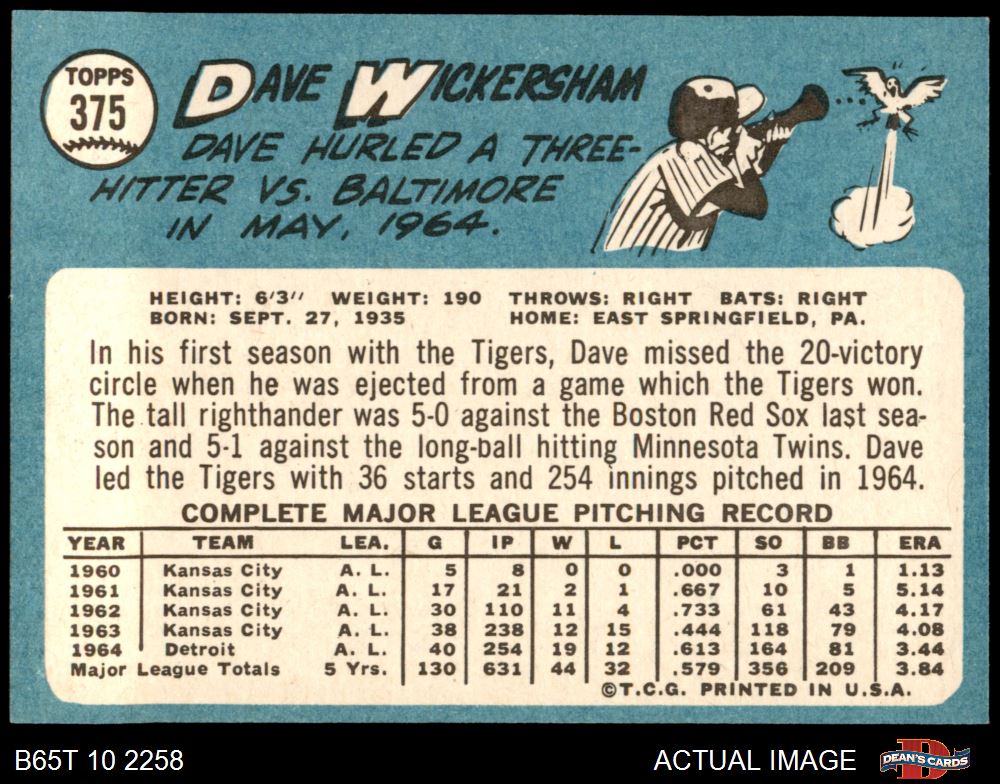 TOPPS
375
DAVE WICKERSHAM
DAVE HURLED A THREE-
HITTER VS. BALTIMORE
IN MAY, 1964.
HEIGHT: 6'3" WEIGHT: 190 THROWS: RIGHT BATS: RIGHT
BORN: SEPT. 27, 1935 HOME: EAST SPRINGFIELD, PA.
In his first season with the Tigers, Dave missed the 20-victory
circle when he was ejected from a game which the Tigers won.
The tall righthander was 5-0 against the Boston Red Sox last sea-
son and 5-1 against the long-ball hitting Minnesota Twins. Dave
led the Tigers with 36 starts and 254 innings pitched in 1964.
COMPLETE MAJOR LEAGUE PITCHING RECORD
YEAR TEAM LEA. G IP W L PCT SO BB ERA
1960 Kansas City A. L. 5 8 0 0 .000 3 1 1.13
1961 Kansas City A. L. 17 21 2 1 .667 10 5 5.14
1962 Kansas City A. L. 30 110 11 4 .733 61 43 4.17
1963 Kansas City A. L. 38 238 12 15 .444 118 79 4.08
1964 Detroit A. L. 40 254 19 12 .613 164 81 3.44
Major League Totals 5 Yrs. 130 631 44 32 .579 356 209 3.84
©T.C.G. PRINTED IN U.S.A.
B65T 10 2258 ACTUAL IMAGE DEAN'S CARDS